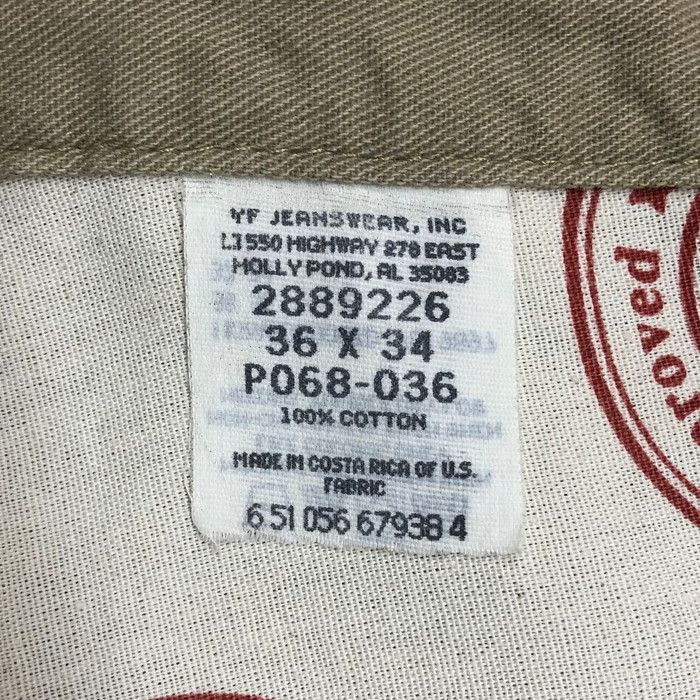 VF JEANSWEAR, INC
LJ 550 HIGHWAY 278 EAST
HOLLY POND, AL 35083
2889226
36 X 34
P068-036
100% COTTON
MADE IN COSTA RICA OF U.S.
FABRIC
6 51 056 67938 4
roved